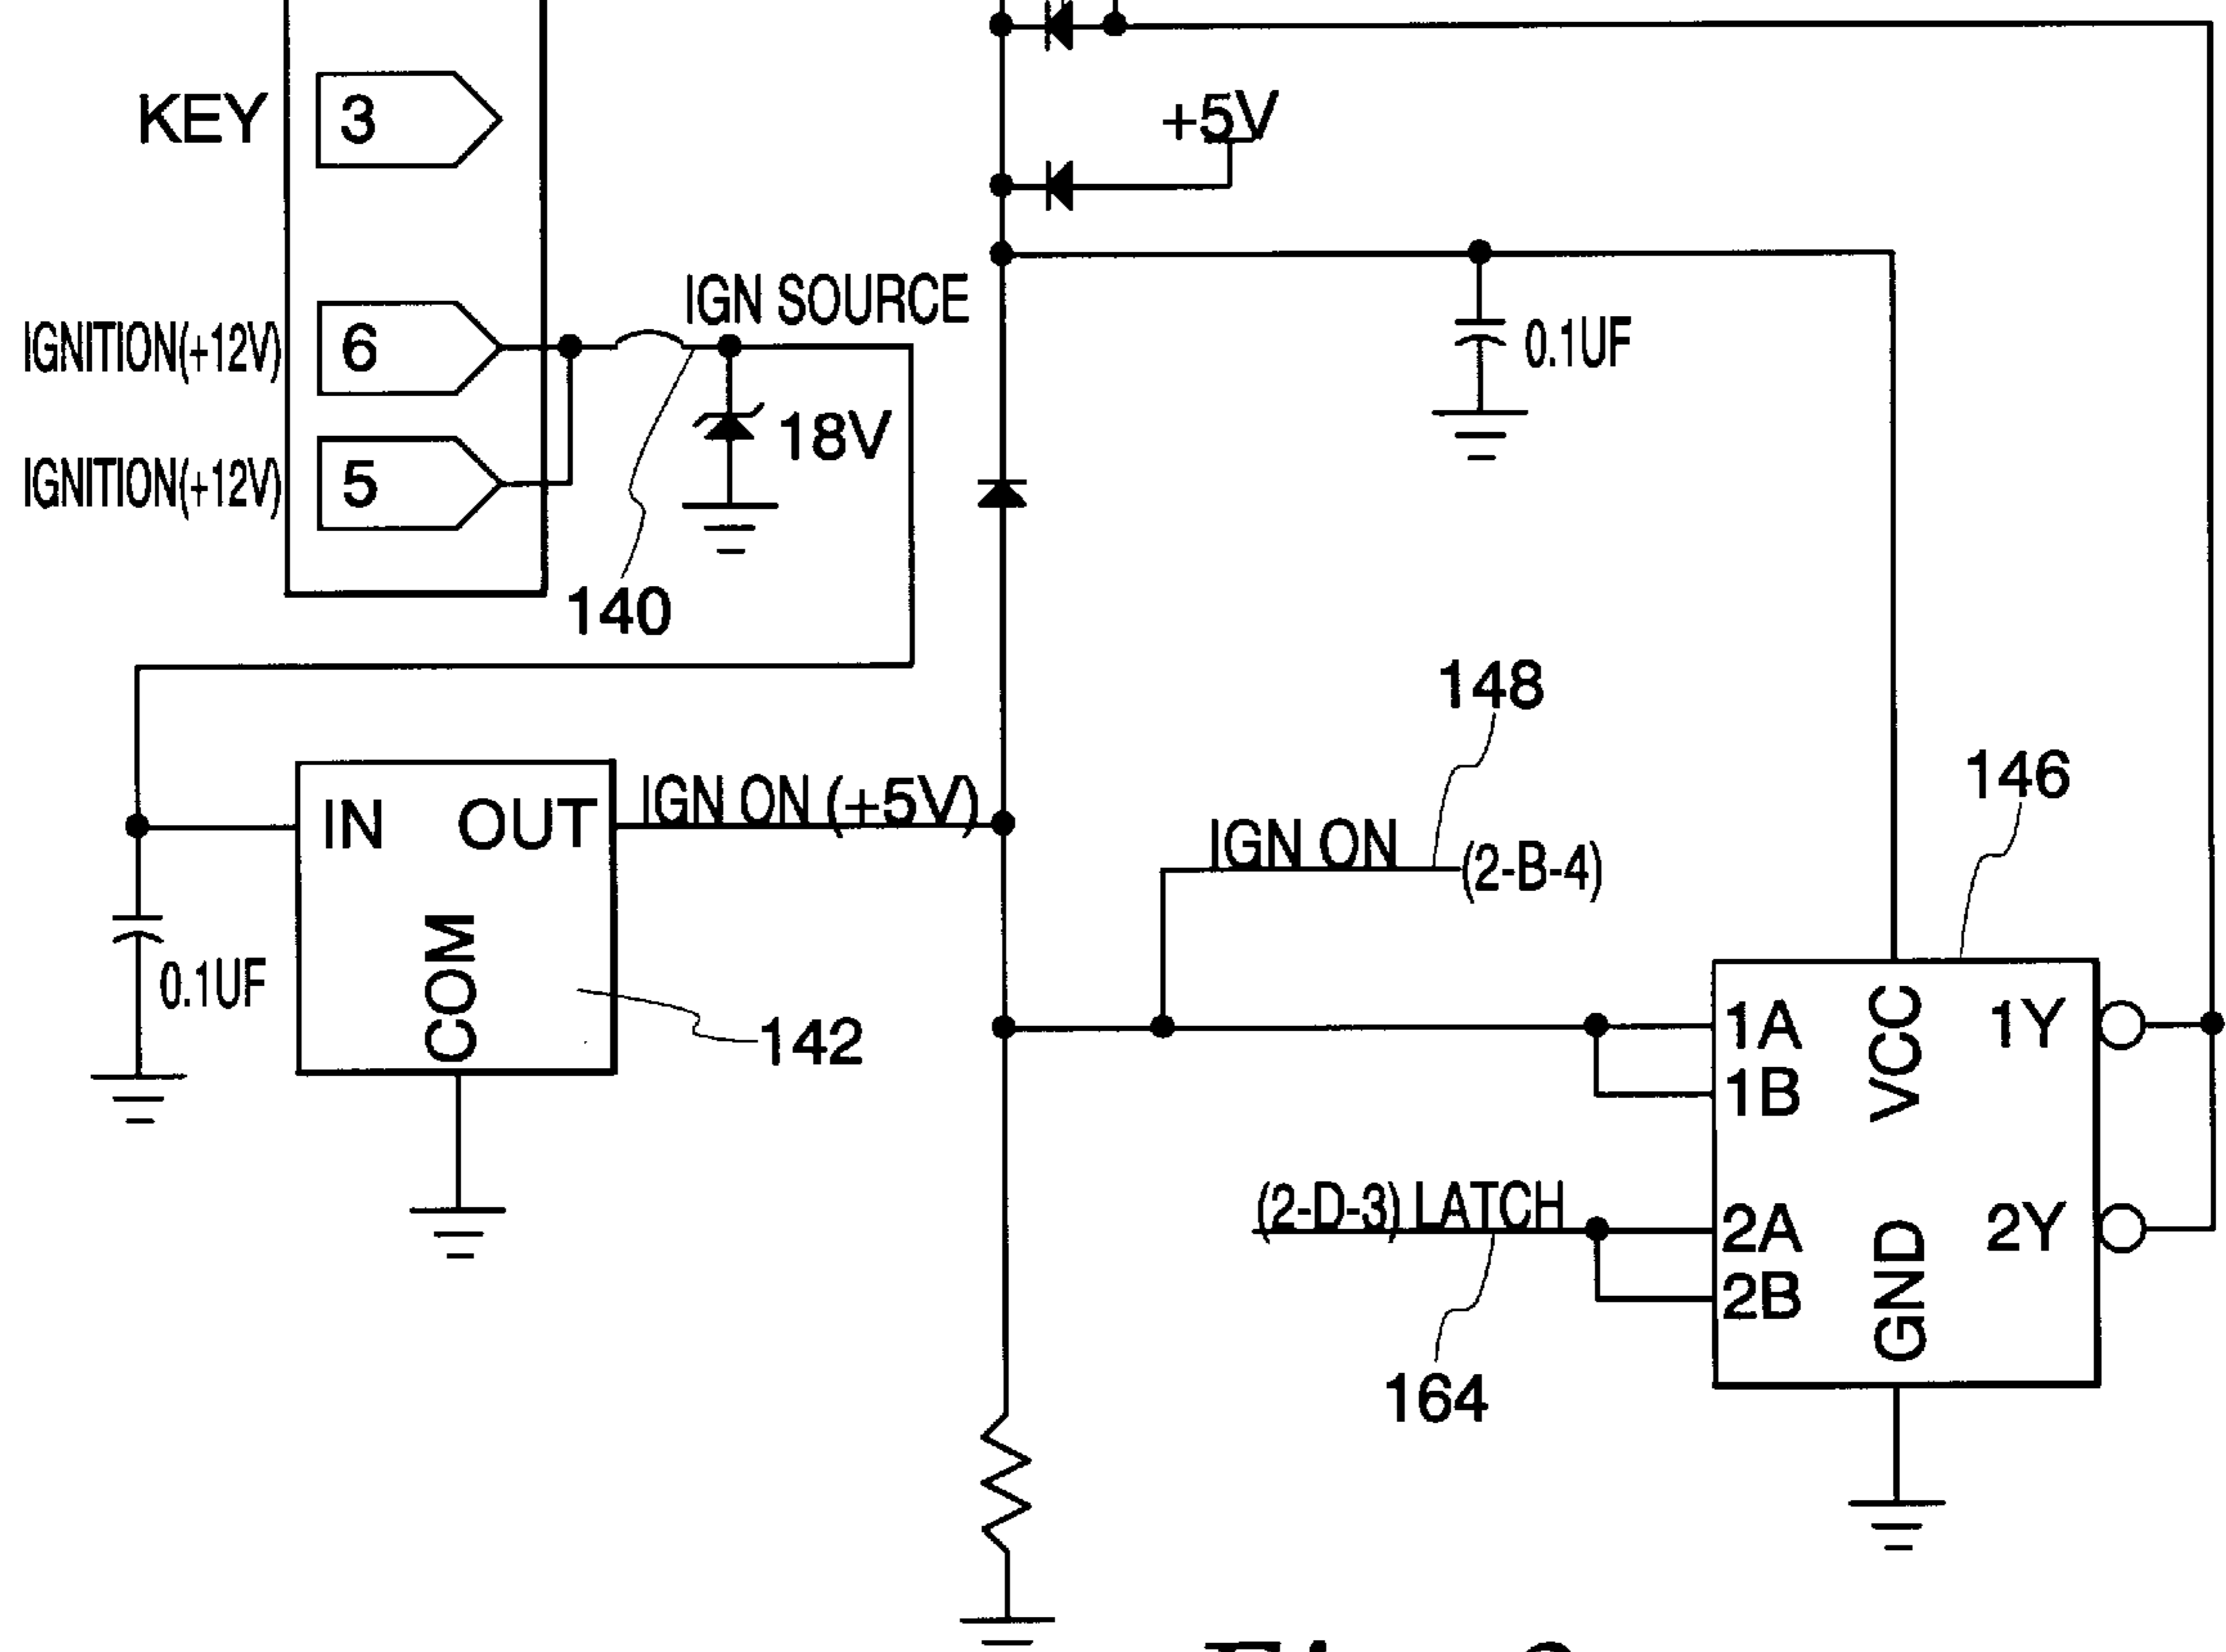 KEY 3
+5V
IGN SOURCE
IGNITION(+12V) 6
0.1UF
18V
IGNITION(+12V) 5
140
148
146
IN OUT
IGN ON (+5V)
IGN ON
(2-B-4)
COM
0.1UF
142
1A VCC 1Y
1B
(2-D-3) LATCH
2A GND 2Y
2B
164